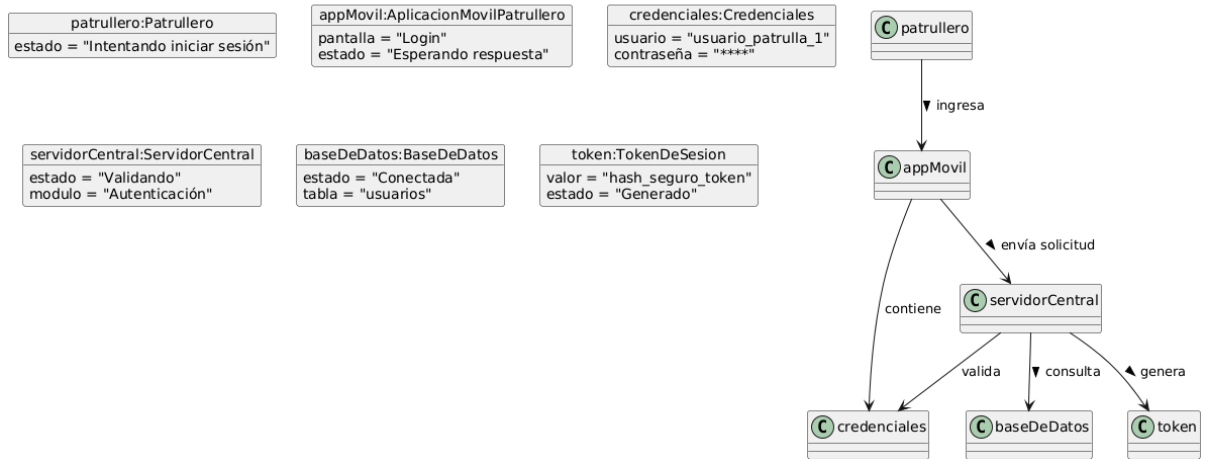 patrullero:Patrullero
estado = "Intentando iniciar sesión"
appMovil:AplicacionMovilPatrullero
pantalla = "Login"
estado = "Esperando respuesta"
credenciales:Credenciales
usuario = "usuario_patrulla_1"
contraseña = "****"
C patrullero
ingresa
servidorCentral:ServidorCentral
estado = "Validando"
modulo = "Autenticación"
baseDeDatos:BaseDeDatos
estado = "Conectada"
tabla = "usuarios"
token:TokenDeSesion
valor = "hash_seguro_token"
estado = "Generado"
C appMovil
envía solicitud
contiene
C servidorCentral
valida
consulta
genera
C credenciales
C baseDeDatos
C token